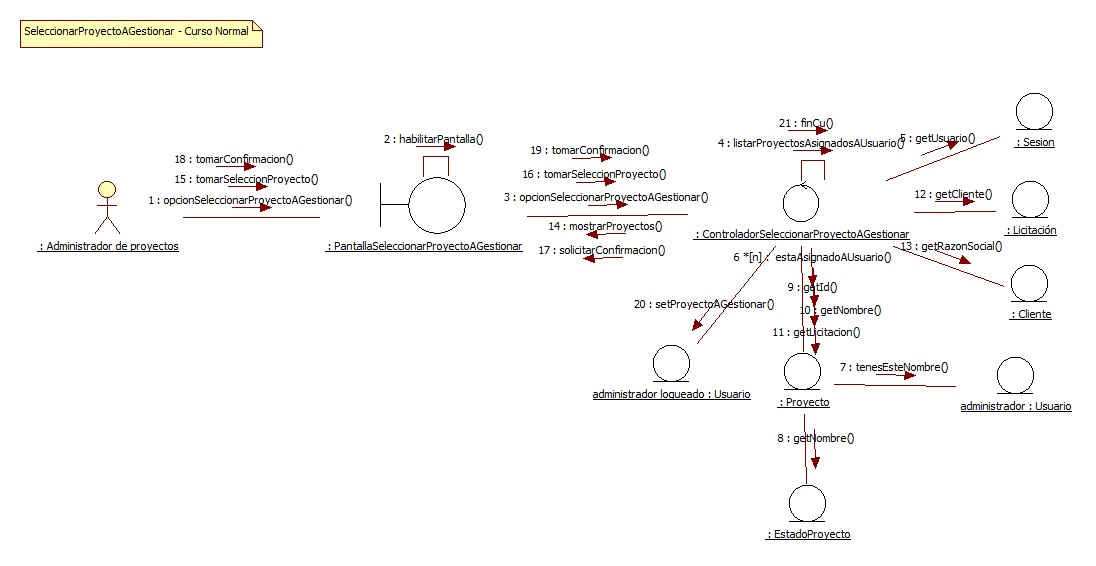 SeleccionarProyectoAGestionar - Curso Normal
21 : finCu()
2 : habilitarPantalla()
4 : listarProyectosAsignadosAUsuario()
5 : getUsuario()
: Sesion
19 : tomarConfirmacion()
18 : tomarConfirmacion()
16 : tomarSeleccionProyecto()
15 : tomarSeleccionProyecto()
3 : opcionSeleccionarProyectoAGestionar()
1 : opcionSeleccionarProyectoAGestionar()
12 : getCliente()
14 : mostrarProyectos()
: Licitación
: ControladorSeleccionarProyectoAGestionar
: Administrador de proyectos
: PantallaSeleccionarProyectoAGestionar
17 : solicitarConfirmacion()
13 : getRazonSocial()
6 *[n] : estaAsignadoAUsuario()
9 : getId()
20 : setProyectoAGestionar()
10 : getNombre()
: Cliente
11 : getLicitacion()
7 : tenesEsteNombre()
administrador loqueado : Usuario
: Proyecto
administrador : Usuario
8 : getNombre()
: EstadoProyecto